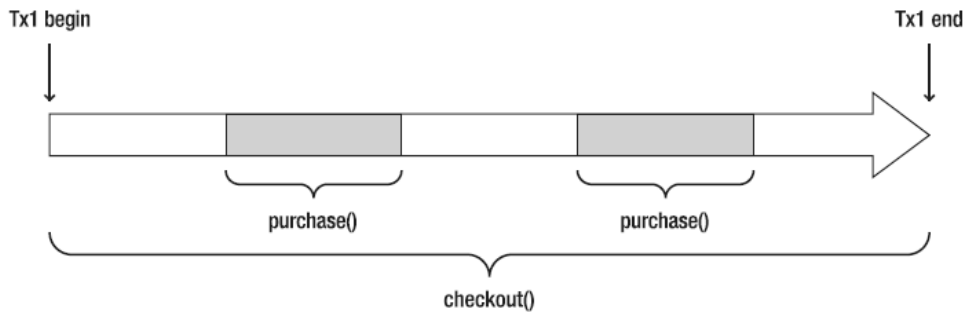 Tx1 begin
Tx1 end
purchase()
purchase()
checkout()